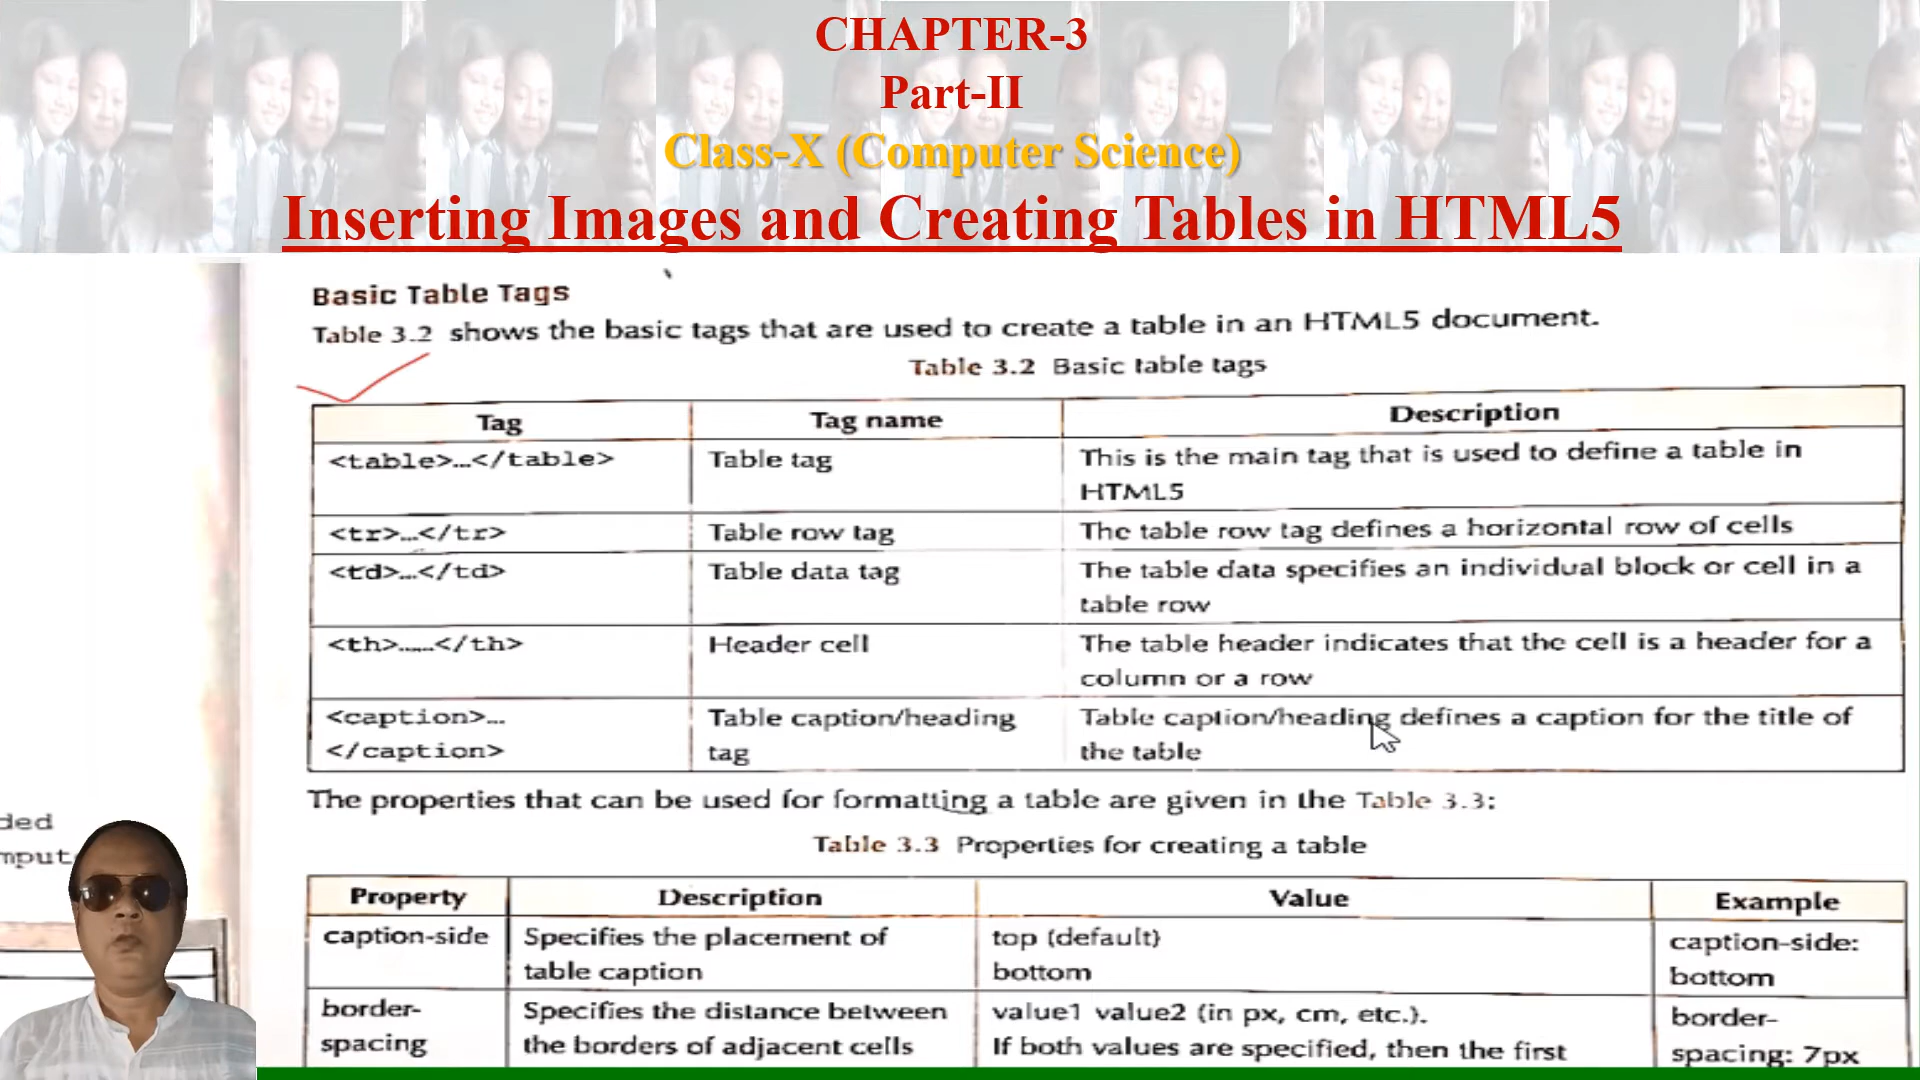 CHAPTER-3
Part-II
Class-X (Computer Science)
Inserting Images and Creating Tables in HTML5
Basic Table Tags
Table 3.2 shows the basic tags that are used to create a table in an HTML5 document.
Table 3.2 Basic table tags
Tag Tag name Description
<table>…</table> Table tag This is the main tag that is used to define a table in
HTML5
<tr>…</tr> Table row tag The table row tag defines a horizontal row of cells
<td>…</td> Table data tag The table data specifies an individual block or cell in a
table row
<th>……</th> Header cell The table header indicates that the cell is a header for a
column or a row
<caption>… Table caption/heading Table caption/heading defines a caption for the title of
</caption> tag the table
The properties that can be used for formatting a table are given in the Table 3.3:
Table 3.3 Properties for creating a table
Property Description Value Example
caption-side Specifies the placement of top (default) caption-side:
table caption bottom bottom
border- Specifies the distance between value1 value2 (in px, cm, etc.). border-
spacing the borders of adjacent cells If both values are specified, then the first spacing: 7px